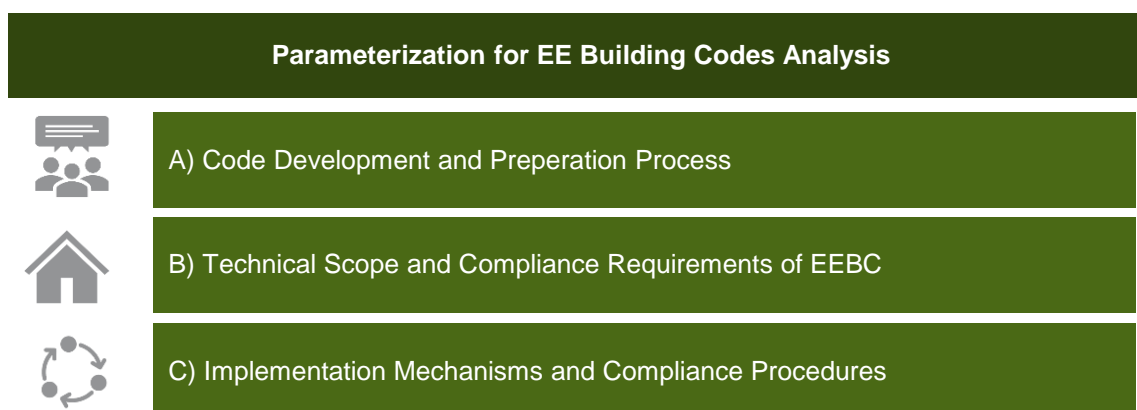 Parameterization for EE Building Codes Analysis
A) Code Development and Preperation Process
B) Technical Scope and Compliance Requirements of EEBC
C) Implementation Mechanisms and Compliance Procedures